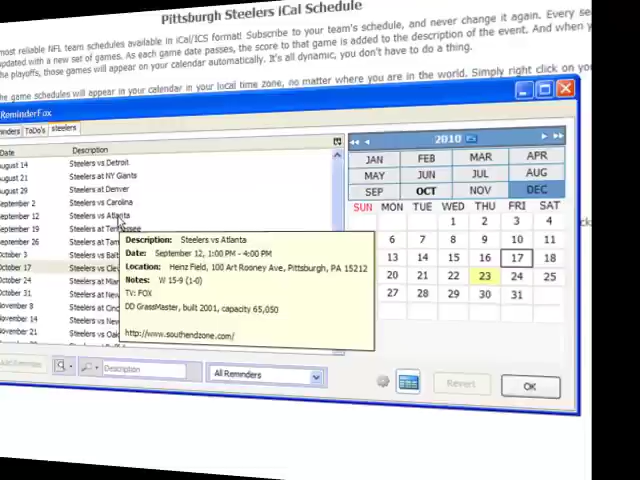 Pittsburgh Steelers iCal Schedule
most reliable NFL team schedules available in iCal/ICS format! Subscribe to your team's schedule, and never change it again. Every se
updated with a new set of games. As each game date passes, the score to that game is added to the description of the event. And when y
he playoffs, those games will appear on your calendar automatically. It's all dynamic, you don't have to do a thing.
he game schedules will appear in your calendar in your local time zone, no matter where you are in the world. Simply right click on yo
ReminderFox
nders ToDo's steelers
Date Description
August 14 Steelers vs Detroit
August 21 Steelers at NY Giants
August 29 Steelers at Denver
September 2 Steelers vs Carolina
September 12 Steelers vs Atlanta
September 19 Steelers at Tennessee
September 26 Steelers at Tam
October 3 Steelers vs Balt
October 17 Steelers vs Clev
October 24 Steelers at M
October 31 Steelers at New
November 8 Steelers at Cin
November 14 Steelers vs New
November 21 Steelers vs Oak
Description: Steelers vs Atlanta
Date: September 12, 1:00 PM - 4:00 PM
Location: Henz Field, 100 Art Rooney Ave, Pittsburgh, PA 15212
Notes: W 15-9 (1-0)
TV: FOX
DD GrassMaster, built 2001, capacity 65,050
http://www.southendzone.com/
2010
JAN FEB MAR APR
MAY JUN JUL AUG
SEP OCT NOV DEC
SUN MON TUE WED THU FRI SAT
1 2 3 4
6 7 8 9 10 11
13 14 15 16 17 18
20 21 22 23 24 25
27 28 29 30 31
Add Reminder
Description
All Reminders
Revert
OK